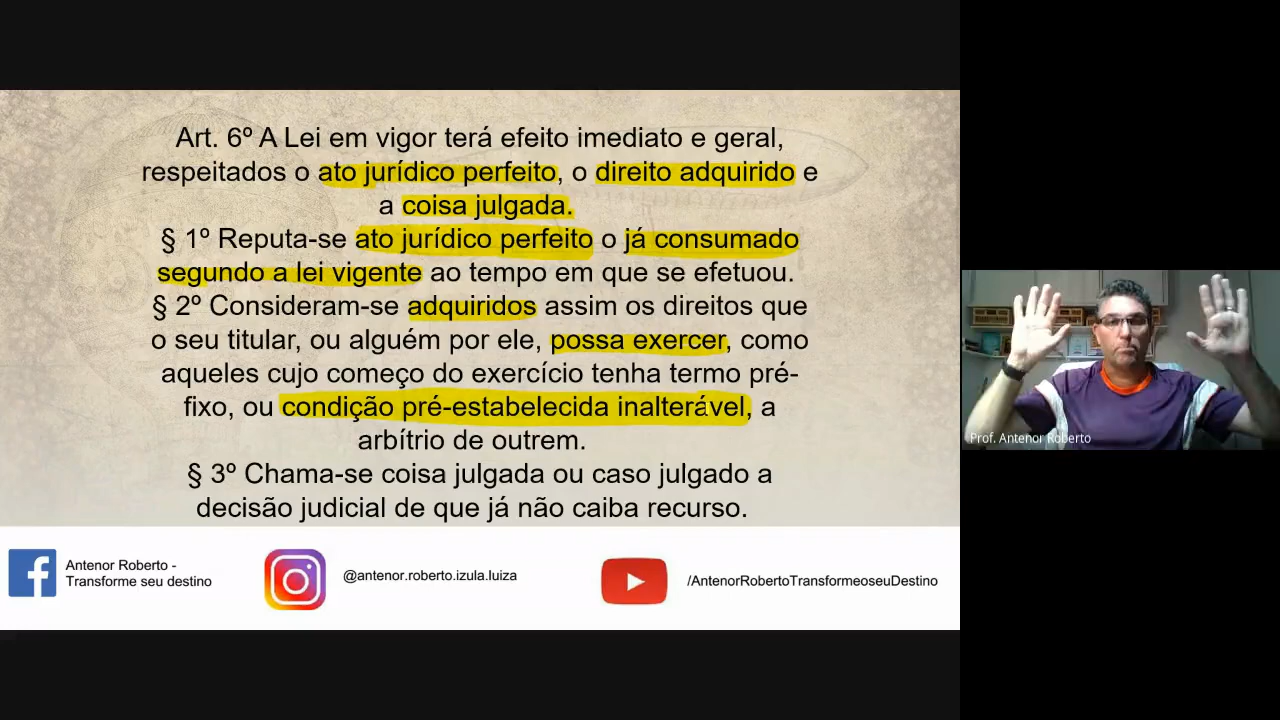 Art. 6º A Lei em vigor terá efeito imediato e geral,
respeitados o ato jurídico perfeito, o direito adquirido e
a coisa julgada.
§ 1º Reputa-se ato jurídico perfeito o já consumado
segundo a lei vigente ao tempo em que se efetuou.
§ 2º Consideram-se adquiridos assim os direitos que
o seu titular, ou alguém por ele, possa exercer, como
aqueles cujo começo do exercício tenha termo pré-
fixo, ou condição pré-estabelecida inalterável, a
arbítrio de outrem.
§ 3º Chama-se coisa julgada ou caso julgado a
decisão judicial de que já não caiba recurso.
Antenor Roberto -
Transforme seu destino
@antenor.roberto.izula.luiza
/AntenorRobertoTransformeoseuDestino
Prof. Antenor Roberto